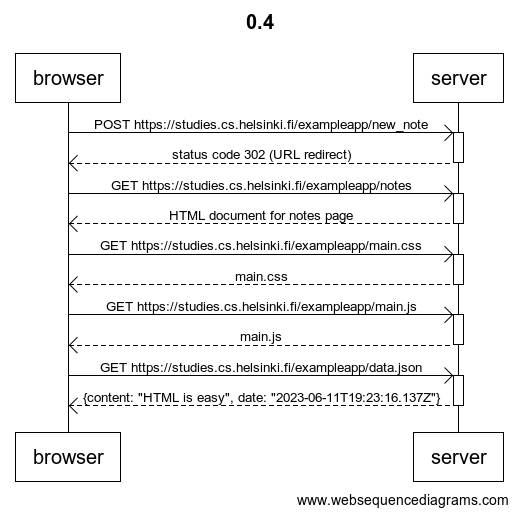 0.4
browser
server
POST https://studies.cs.helsinki.fi/exampleapp/new_note
status code 302 (URL redirect)
GET https://studies.cs.helsinki.fi/exampleapp/notes
HTML document for notes page
GET https://studies.cs.helsinki.fi/exampleapp/main.css
main.css
GET https://studies.cs.helsinki.fi/exampleapp/main.js
main.js
GET https://studies.cs.helsinki.fi/exampleapp/data.json
{content: "HTML is easy", date: "2023-06-11T19:23:16.137Z"}
browser
server
www.websequencediagrams.com